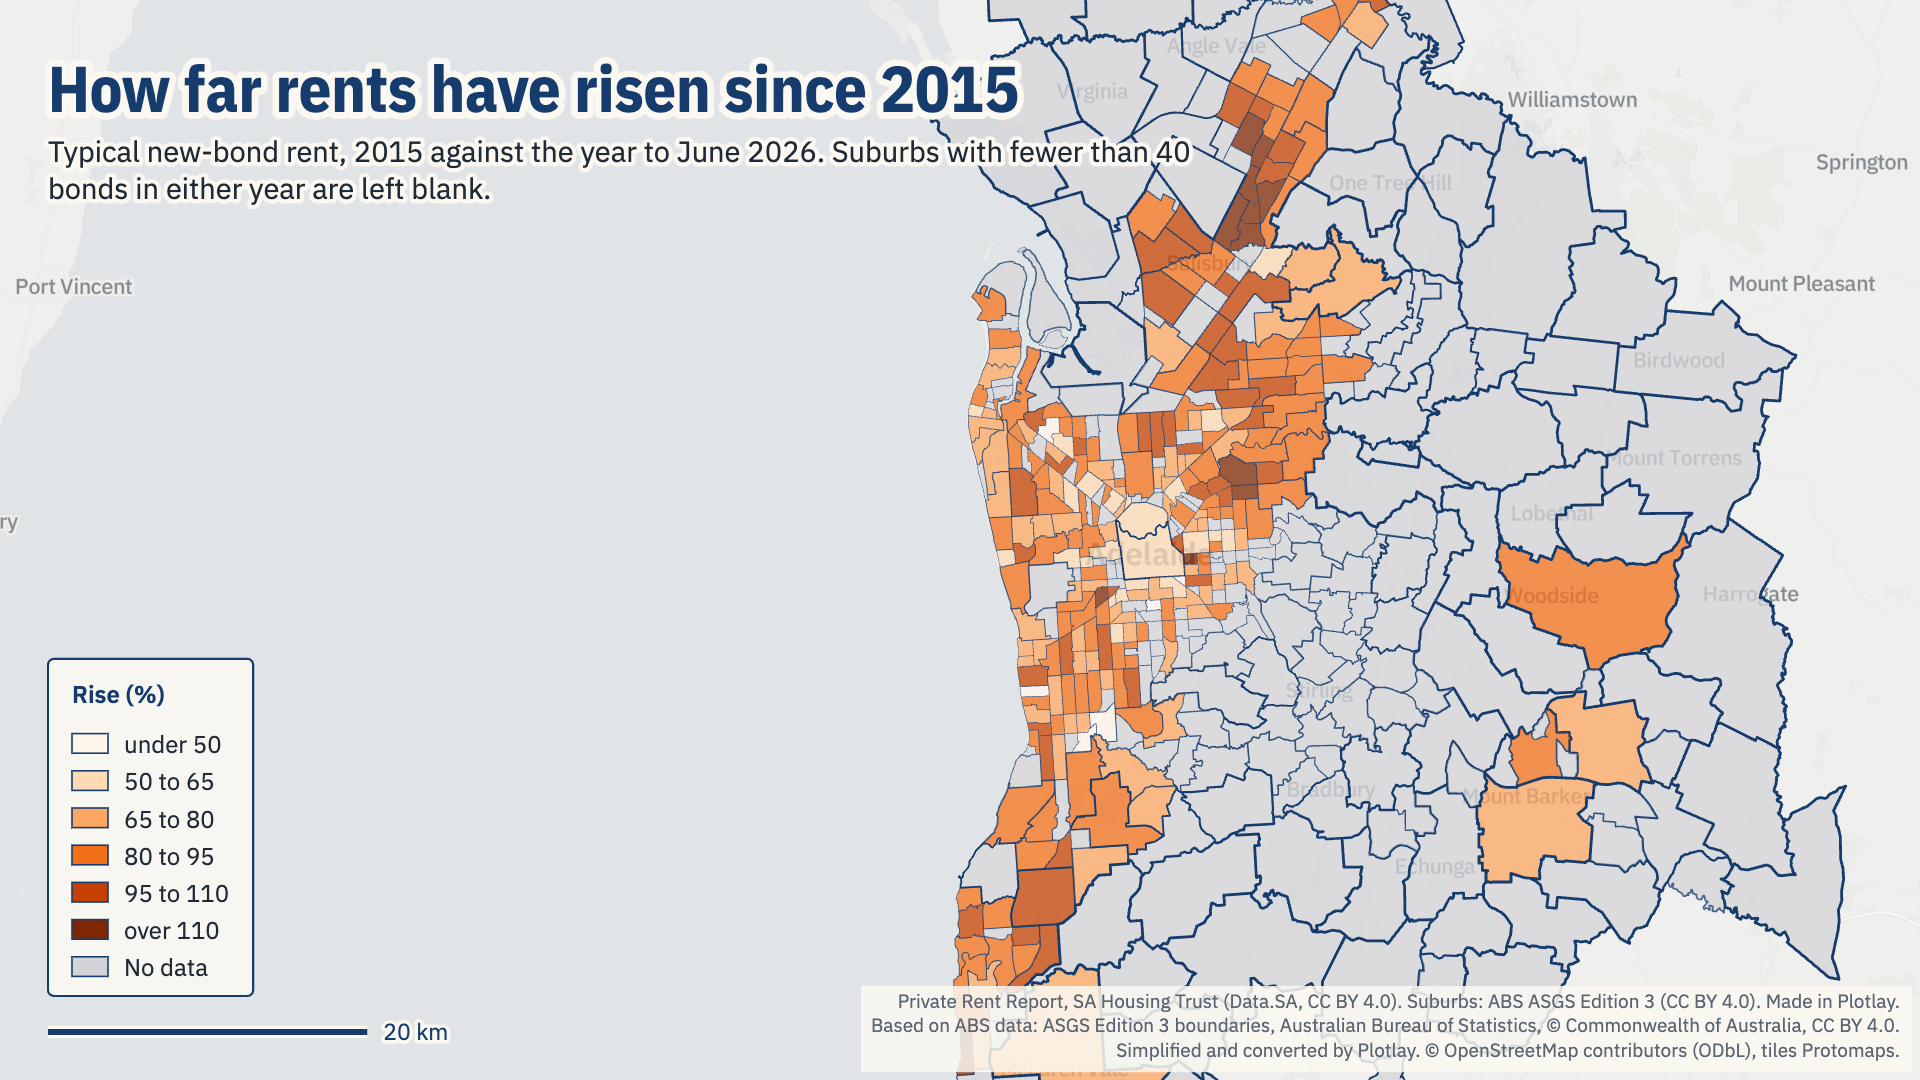 How far rents have risen since 2015
Typical new-bond rent, 2015 against the year to June 2026. Suburbs with fewer than 40
bonds in either year are left blank.
Angle Vale
Virginia
Williamstown
Springton
One Tree Hill
Salisbury
Port Vincent
Mount Pleasant
Birdwood
Mount Torrens
Lobethal
ry
Adelaide
Woodside
Harrogate
Stirling
Bradbury
Mount Barker
Echunga
McLaren Vale
Rise (%)
under 50
50 to 65
65 to 80
80 to 95
95 to 110
over 110
No data
20 km
Private Rent Report, SA Housing Trust (Data.SA, CC BY 4.0). Suburbs: ABS ASGS Edition 3 (CC BY 4.0). Made in Plotlay.
Based on ABS data: ASGS Edition 3 boundaries, Australian Bureau of Statistics, © Commonwealth of Australia, CC BY 4.0.
Simplified and converted by Plotlay. © OpenStreetMap contributors (ODbL), tiles Protomaps.